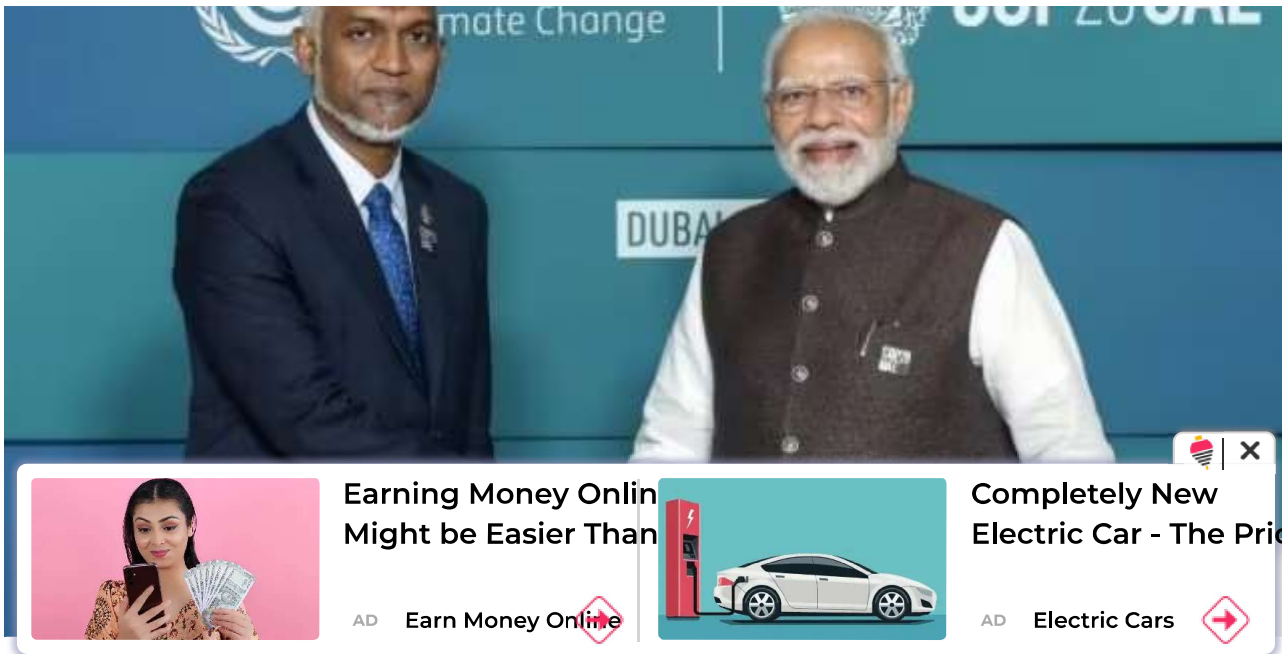 mate Change
DUBA
Earning Money Onlin
Might be Easier Than
AD Earn Money Online
Completely New
Electric Car - The Pric
AD Electric Cars